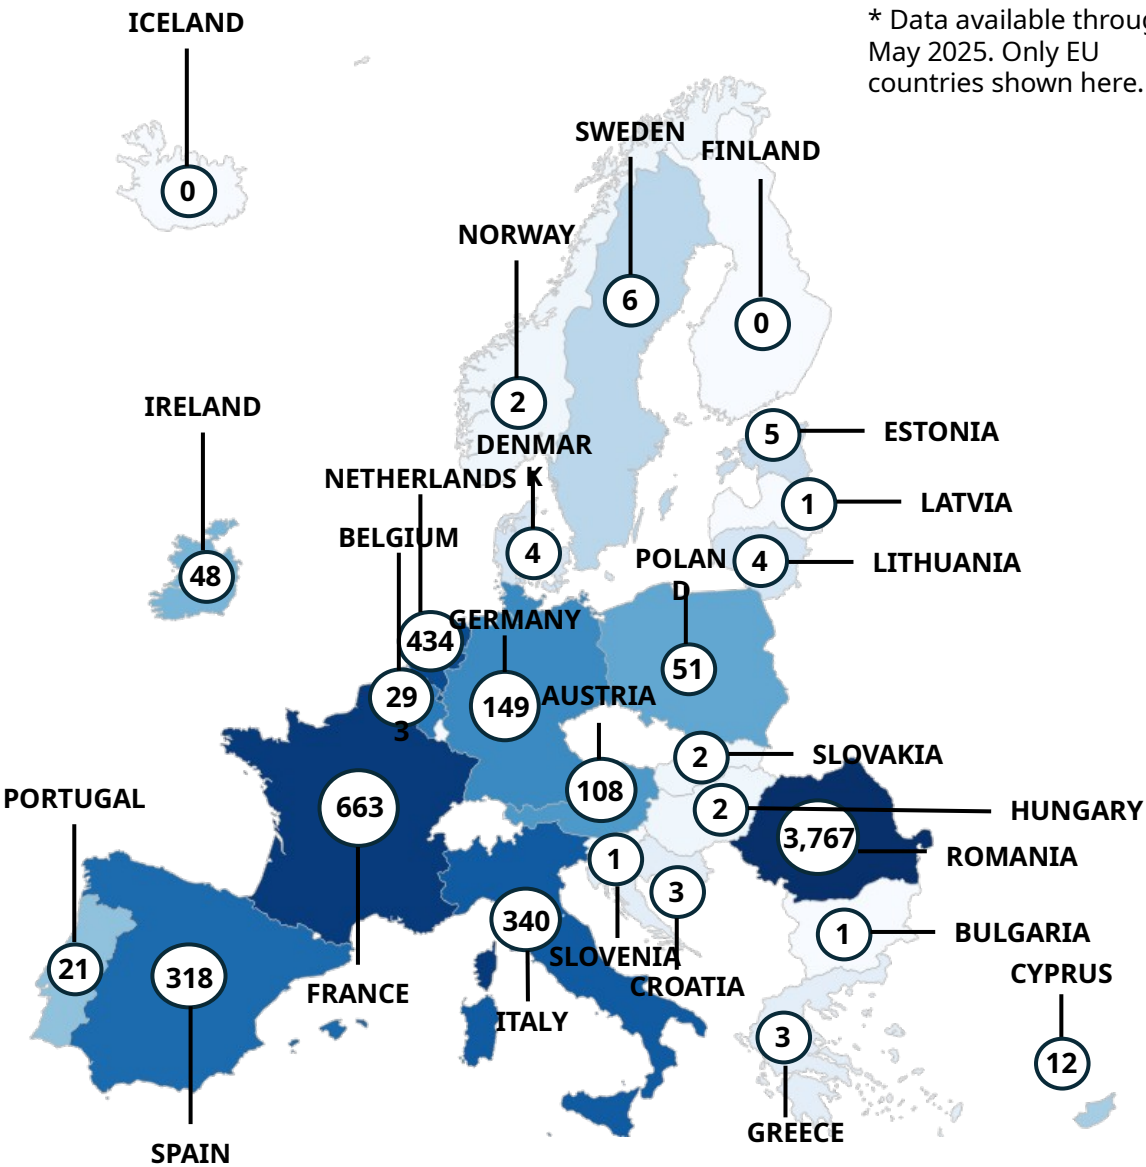 ICELAND
* Data available throug
May 2025. Only EU
countries shown here.
SWEDEN
FINLAND
0
NORWAY
6
0
IRELAND
2
DENMAR
K
5
ESTONIA
NETHERLANDS
1
LATVIA
BELGIUM
4
POLAN
D
4
LITHUANIA
48
GERMANY
434
51
29
3
149
AUSTRIA
2
SLOVAKIA
108
PORTUGAL
663
2
HUNGARY
3,767
ROMANIA
1
3
340
1
BULGARIA
SLOVENIA
21
318
CROATIA
CYPRUS
FRANCE
ITALY
3
12
GREECE
SPAIN